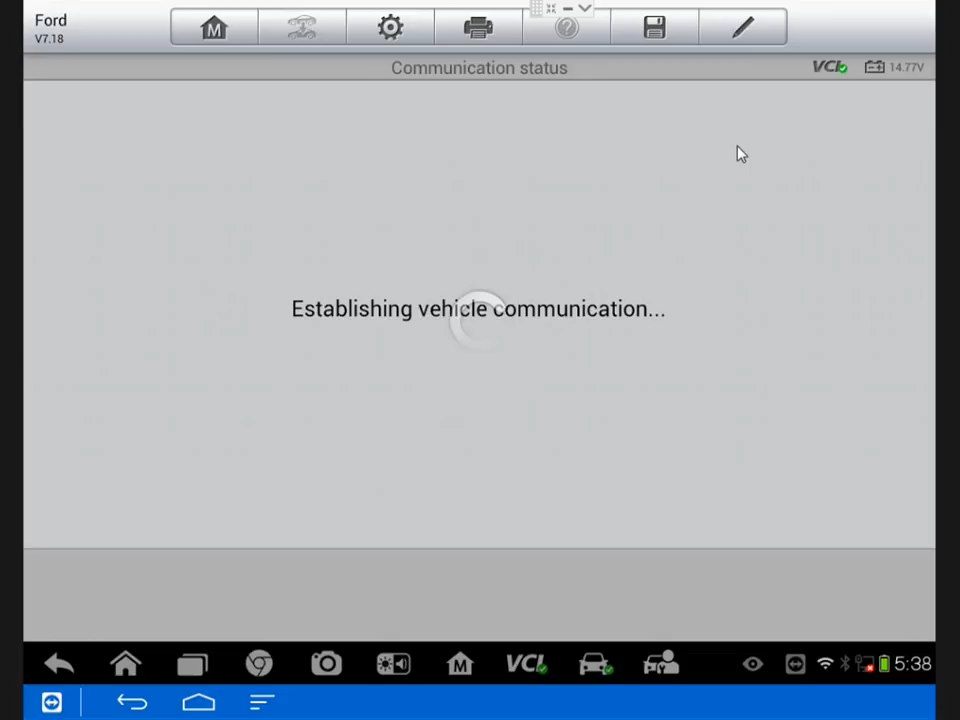 Ford
V7.18
M
?
Communication status
VCI
14.77V
Establishing vehicle communication...
M
VCI
5:38